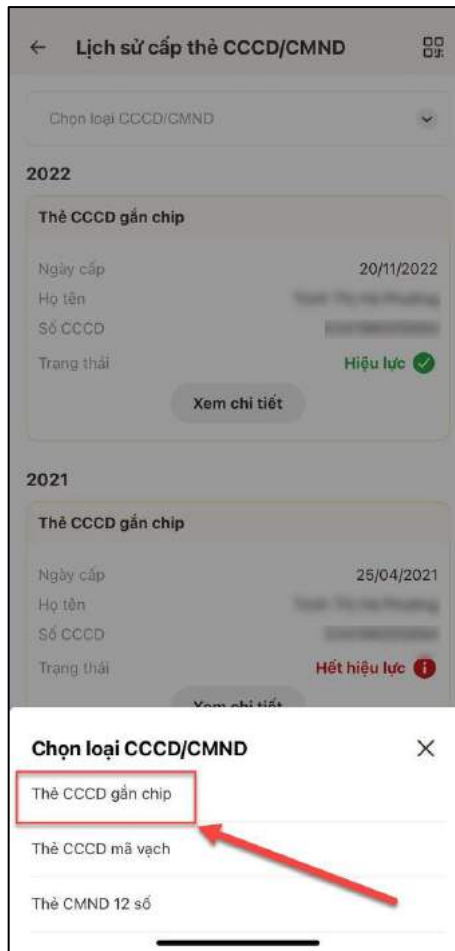 Lịch sử cấp thẻ CCCD/CMND
Chọn loại CCCD/CMND
2022
Thẻ CCCD gắn chip
Ngày cấp 20/11/2022
Họ tên
Số CCCD
Trạng thái Hiệu lực
Xem chi tiết
2021
Thẻ CCCD gắn chip
Ngày cấp 25/04/2021
Họ tên
Số CCCD
Trạng thái Hết hiệu lực
Xem chi tiết
Chọn loại CCCD/CMND
Thẻ CCCD gắn chip
Thẻ CCCD mã vạch
Thẻ CMND 12 số